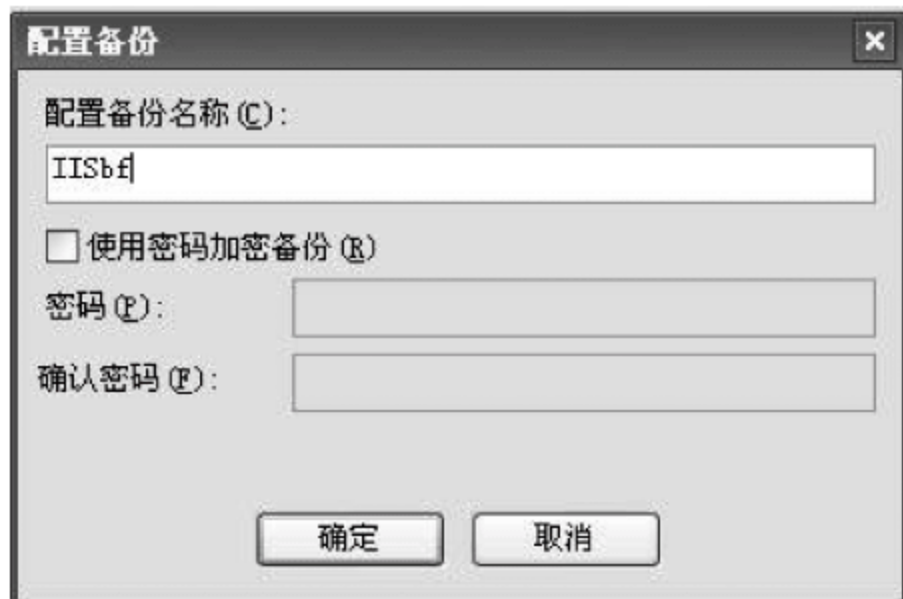 配置备份
配置备份名称(C):
IISbf
使用密码加密备份(R)
密码(P):
确认密码(F):
确定 取消